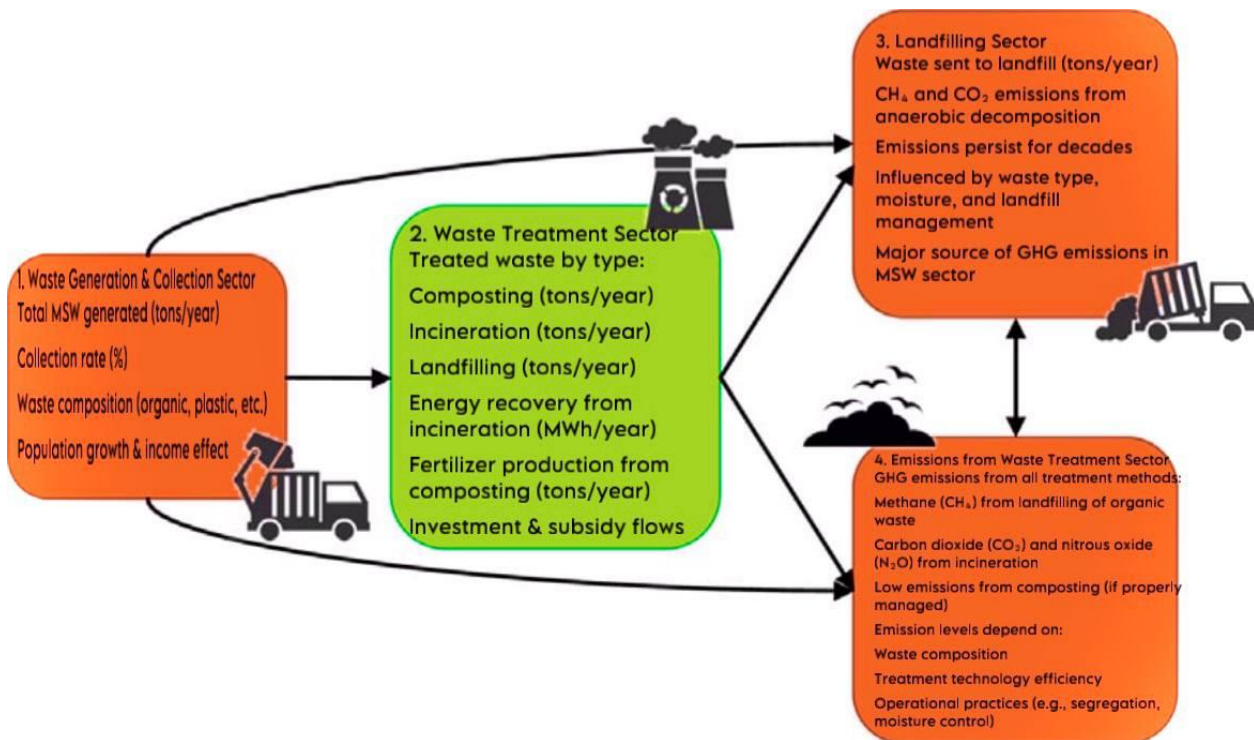 1. Waste Generation & Collection Sector
Total MSW generated (tons/year)
Collection rate (%)
Waste composition (organic, plastic, etc.)
Population growth & income effect
2. Waste Treatment Sector
Treated waste by type:
Composting (tons/year)
Incineration (tons/year)
Landfilling (tons/year)
Energy recovery from
incineration (MWh/year)
Fertilizer production from
composting (tons/year)
Investment & subsidy flows
3. Landfilling Sector
Waste sent to landfill (tons/year)
CH₄ and CO₂ emissions from
anaerobic decomposition
Emissions persist for decades
Influenced by waste type,
moisture, and landfill
management
Major source of GHG emissions in
MSW sector
4. Emissions from Waste Treatment Sector
GHG emissions from all treatment methods:
Methane (CH₄) from landfilling of organic
waste
Carbon dioxide (CO₂) and nitrous oxide
(N₂O) from incineration
Low emissions from composting (if properly
managed)
Emission levels depend on:
Waste composition
Treatment technology efficiency
Operational practices (e.g., segregation,
moisture control)